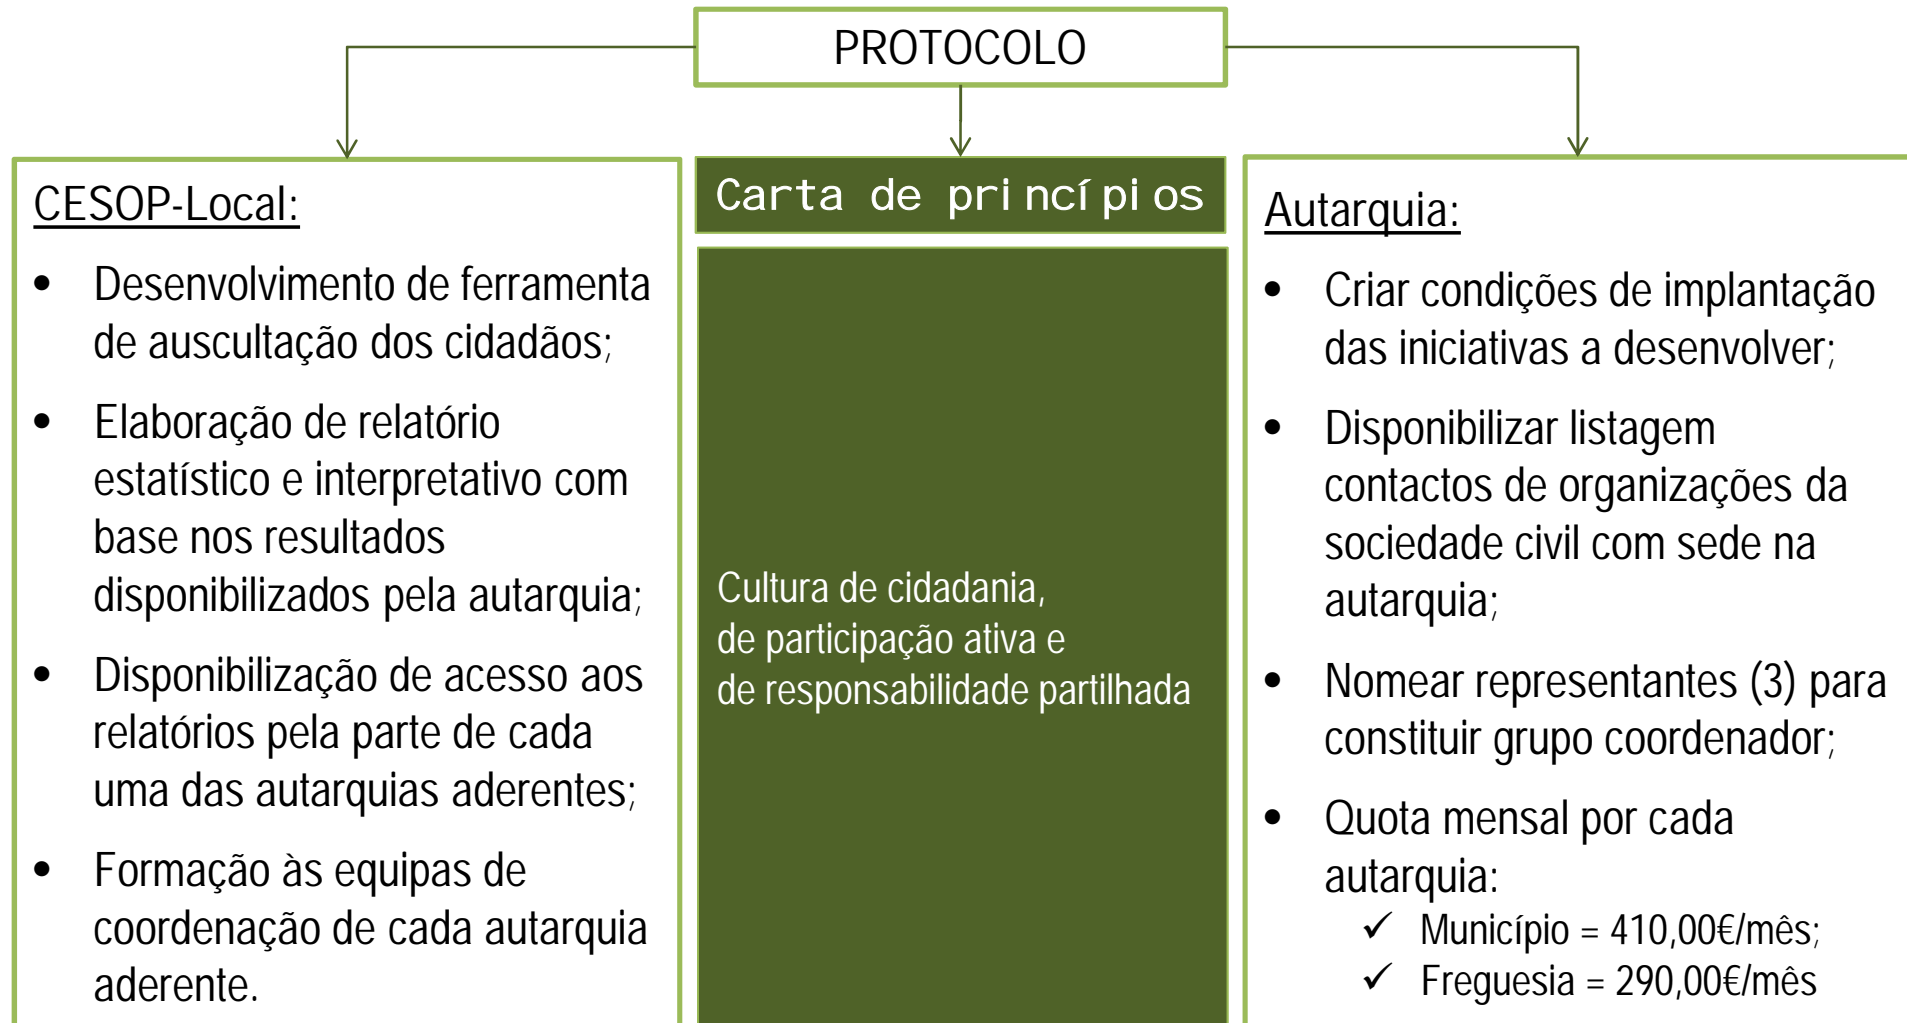 PROTOCOLO
CESOP-Local:
• Desenvolvimento de ferramenta
de auscultação dos cidadãos;
• Elaboração de relatório
estatístico e interpretativo com
base nos resultados
disponibilizados pela autarquia;
• Disponibilização de acesso aos
relatórios pela parte de cada
uma das autarquias aderentes;
• Formação às equipas de
coordenação de cada autarquia
aderente.
Carta de princípios
Cultura de cidadania,
de participação ativa e
de responsabilidade partilhada
Autarquia:
• Criar condições de implantação
das iniciativas a desenvolver;
• Disponibilizar listagem
contactos de organizações da
sociedade civil com sede na
autarquia;
• Nomear representantes (3) para
constituir grupo coordenador;
• Quota mensal por cada
autarquia:
✓ Município = 410,00€/mês;
✓ Freguesia = 290,00€/mês